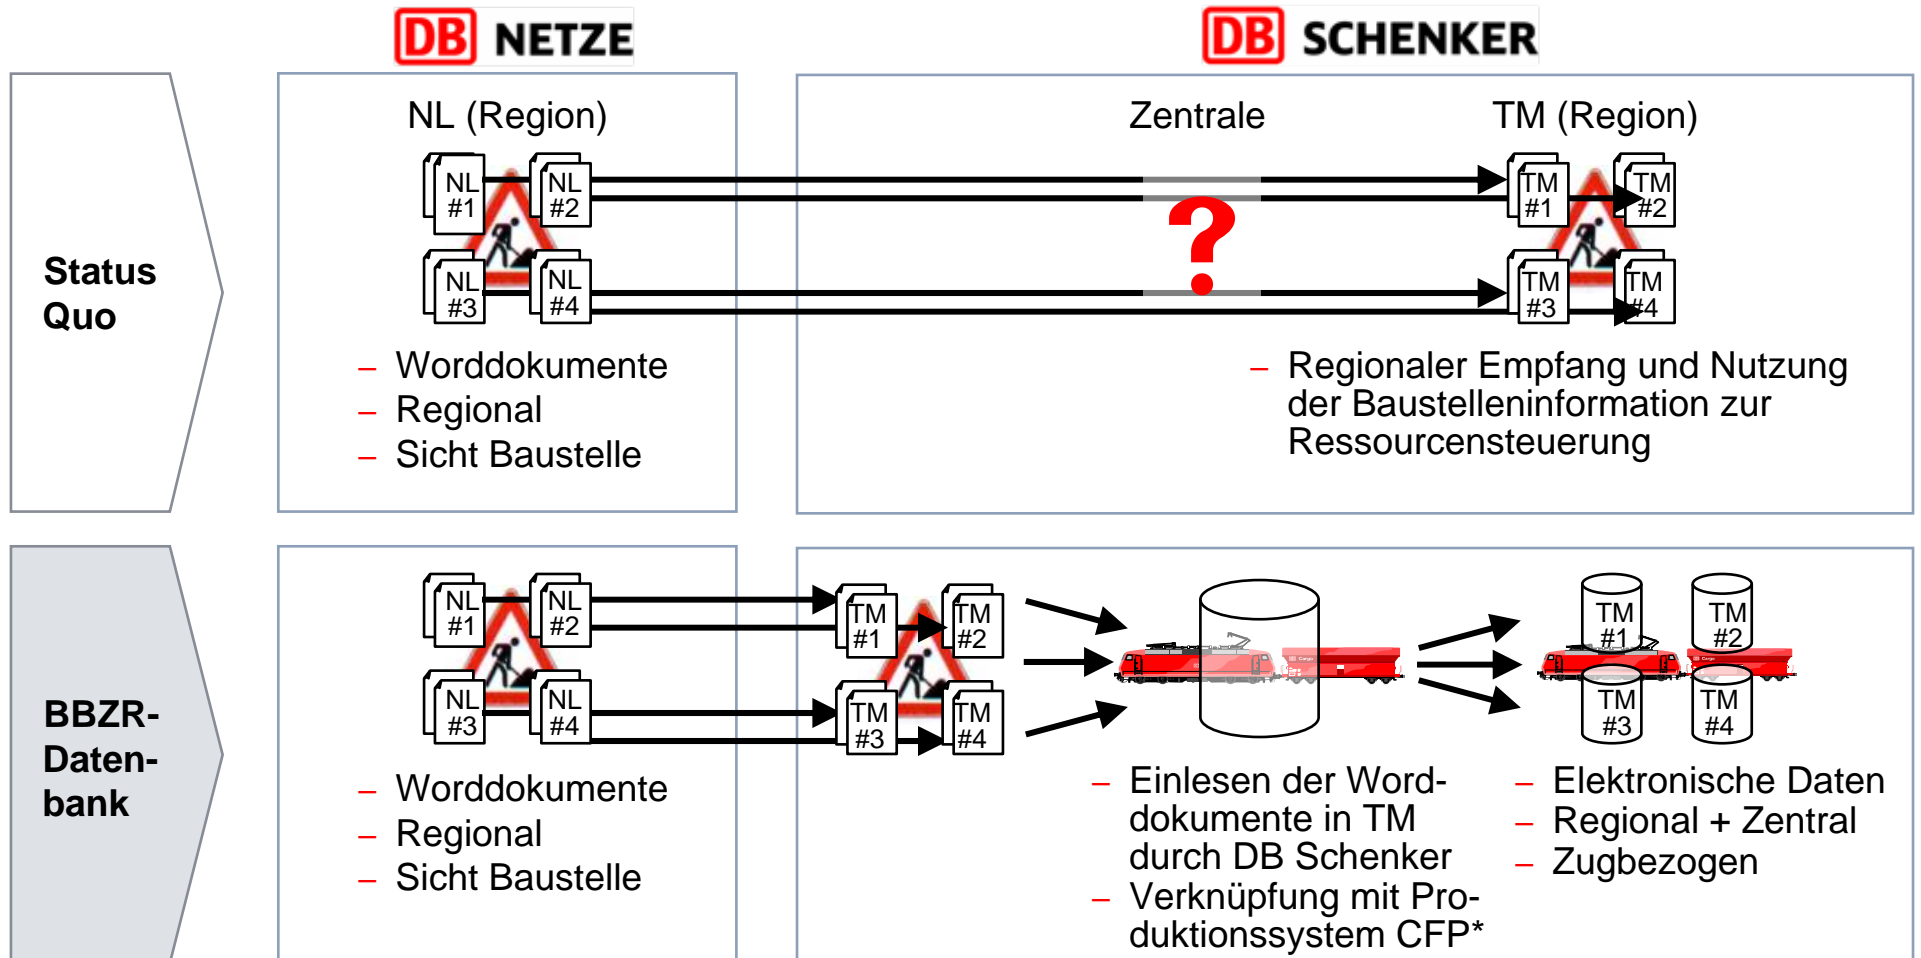 DB NETZE
DB SCHENKER
Status
Quo
NL (Region)
NL
#1
NL
#2
NL
#3
NL
#4
– Worddokumente
– Regional
– Sicht Baustelle
Zentrale
?
TM (Region)
TM
#1
TM
#2
TM
#3
TM
#4
– Regionaler Empfang und Nutzung
der Baustelleninformation zur
Ressourcensteuerung
BBZR-
Daten-
bank
NL
#1
NL
#2
NL
#3
NL
#4
– Worddokumente
– Regional
– Sicht Baustelle
TM
#1
TM
#2
TM
#3
TM
#4
– Einlesen der Word-
dokumente in TM
durch DB Schenker
– Verknüpfung mit Pro-
duktionssystem CFP*
TM
#1
TM
#2
TM
#3
TM
#4
– Elektronische Daten
– Regional + Zentral
– Zugbezogen